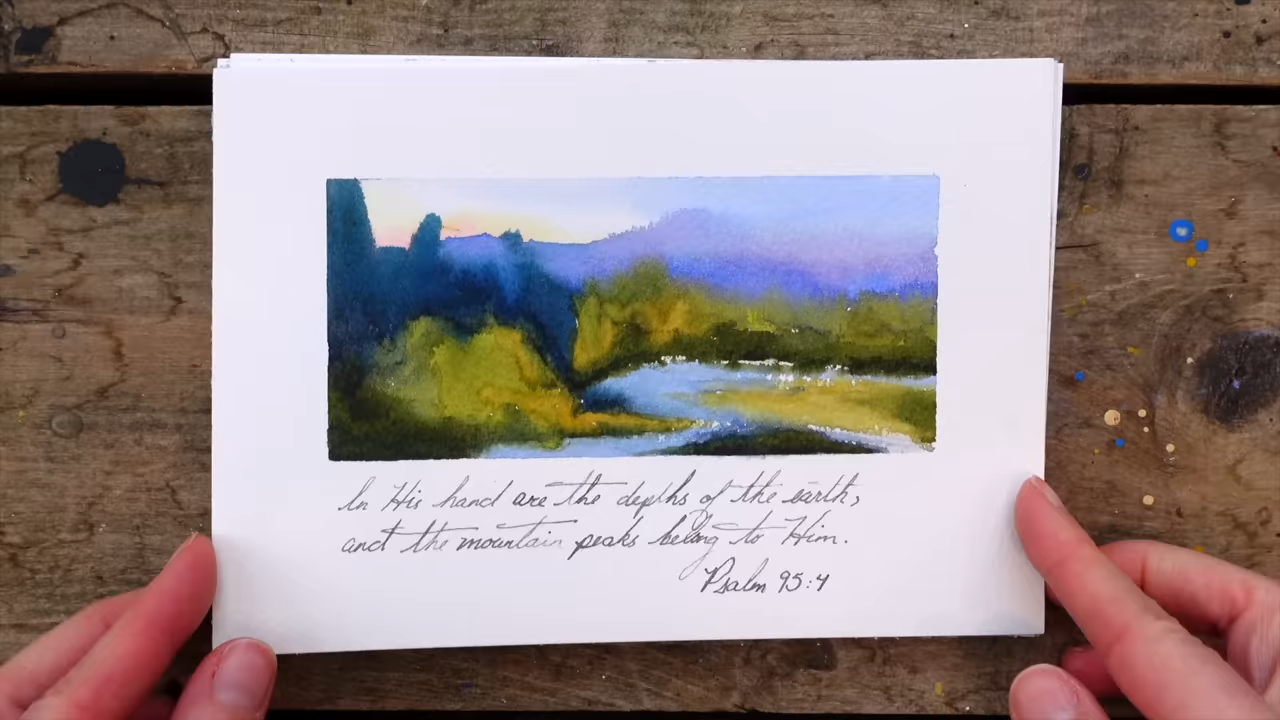 In His hand are the depths of the earth,
and the mountain peaks belong to Him.
Psalm 95:4